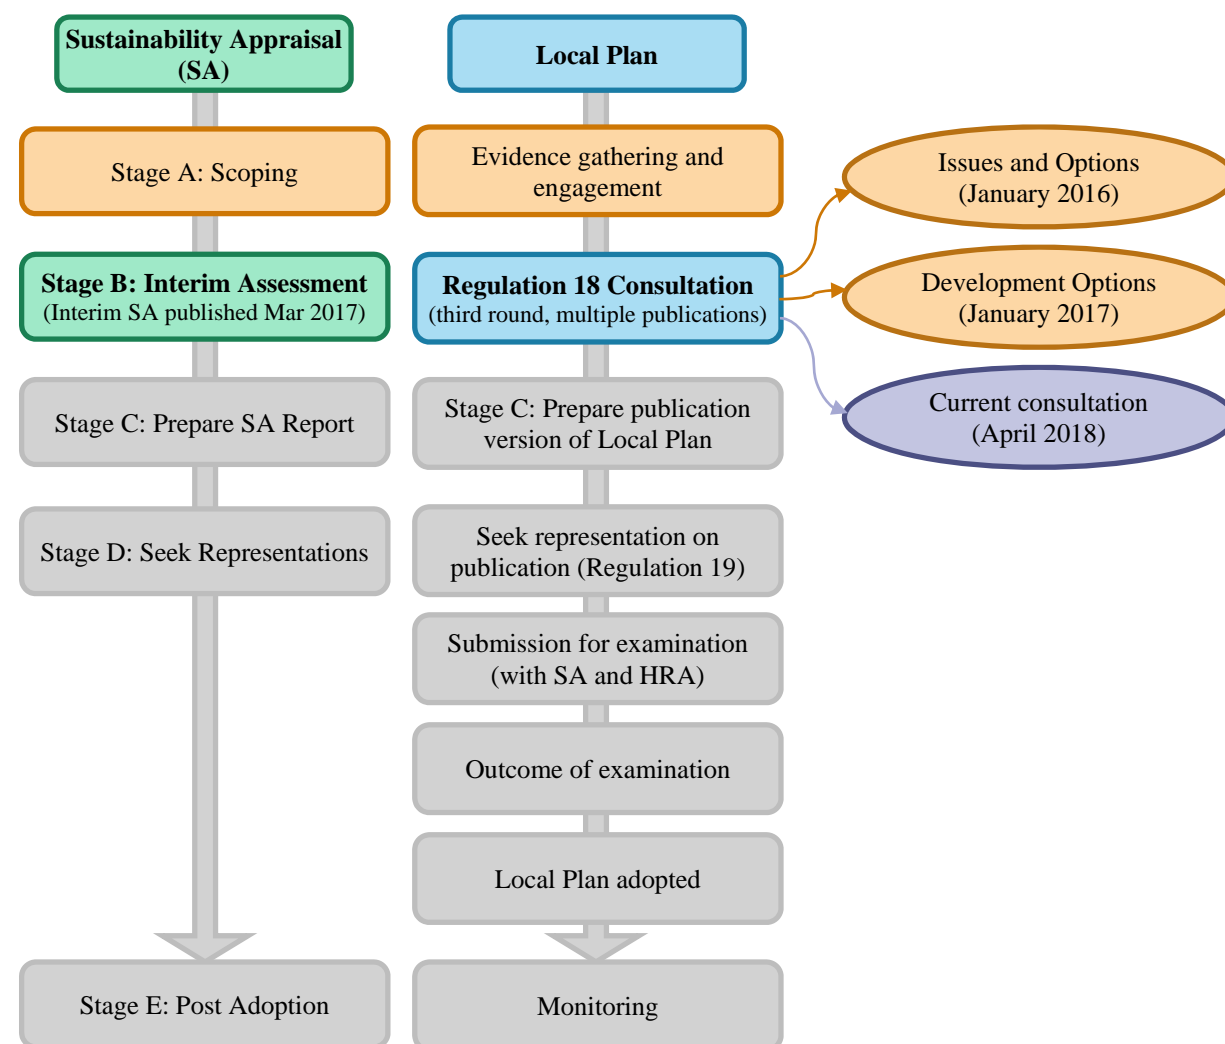 Sustainability Appraisal
(SA)
Local Plan
Stage A: Scoping
Evidence gathering and
engagement
Issues and Options
(January 2016)
Stage B: Interim Assessment
(Interim SA published Mar 2017)
Regulation 18 Consultation
(third round, multiple publications)
Development Options
(January 2017)
Current consultation
(April 2018)
Stage C: Prepare SA Report
Stage C: Prepare publication
version of Local Plan
Stage D: Seek Representations
Seek representation on
publication (Regulation 19)
Submission for examination
(with SA and HRA)
Outcome of examination
Local Plan adopted
Stage E: Post Adoption
Monitoring